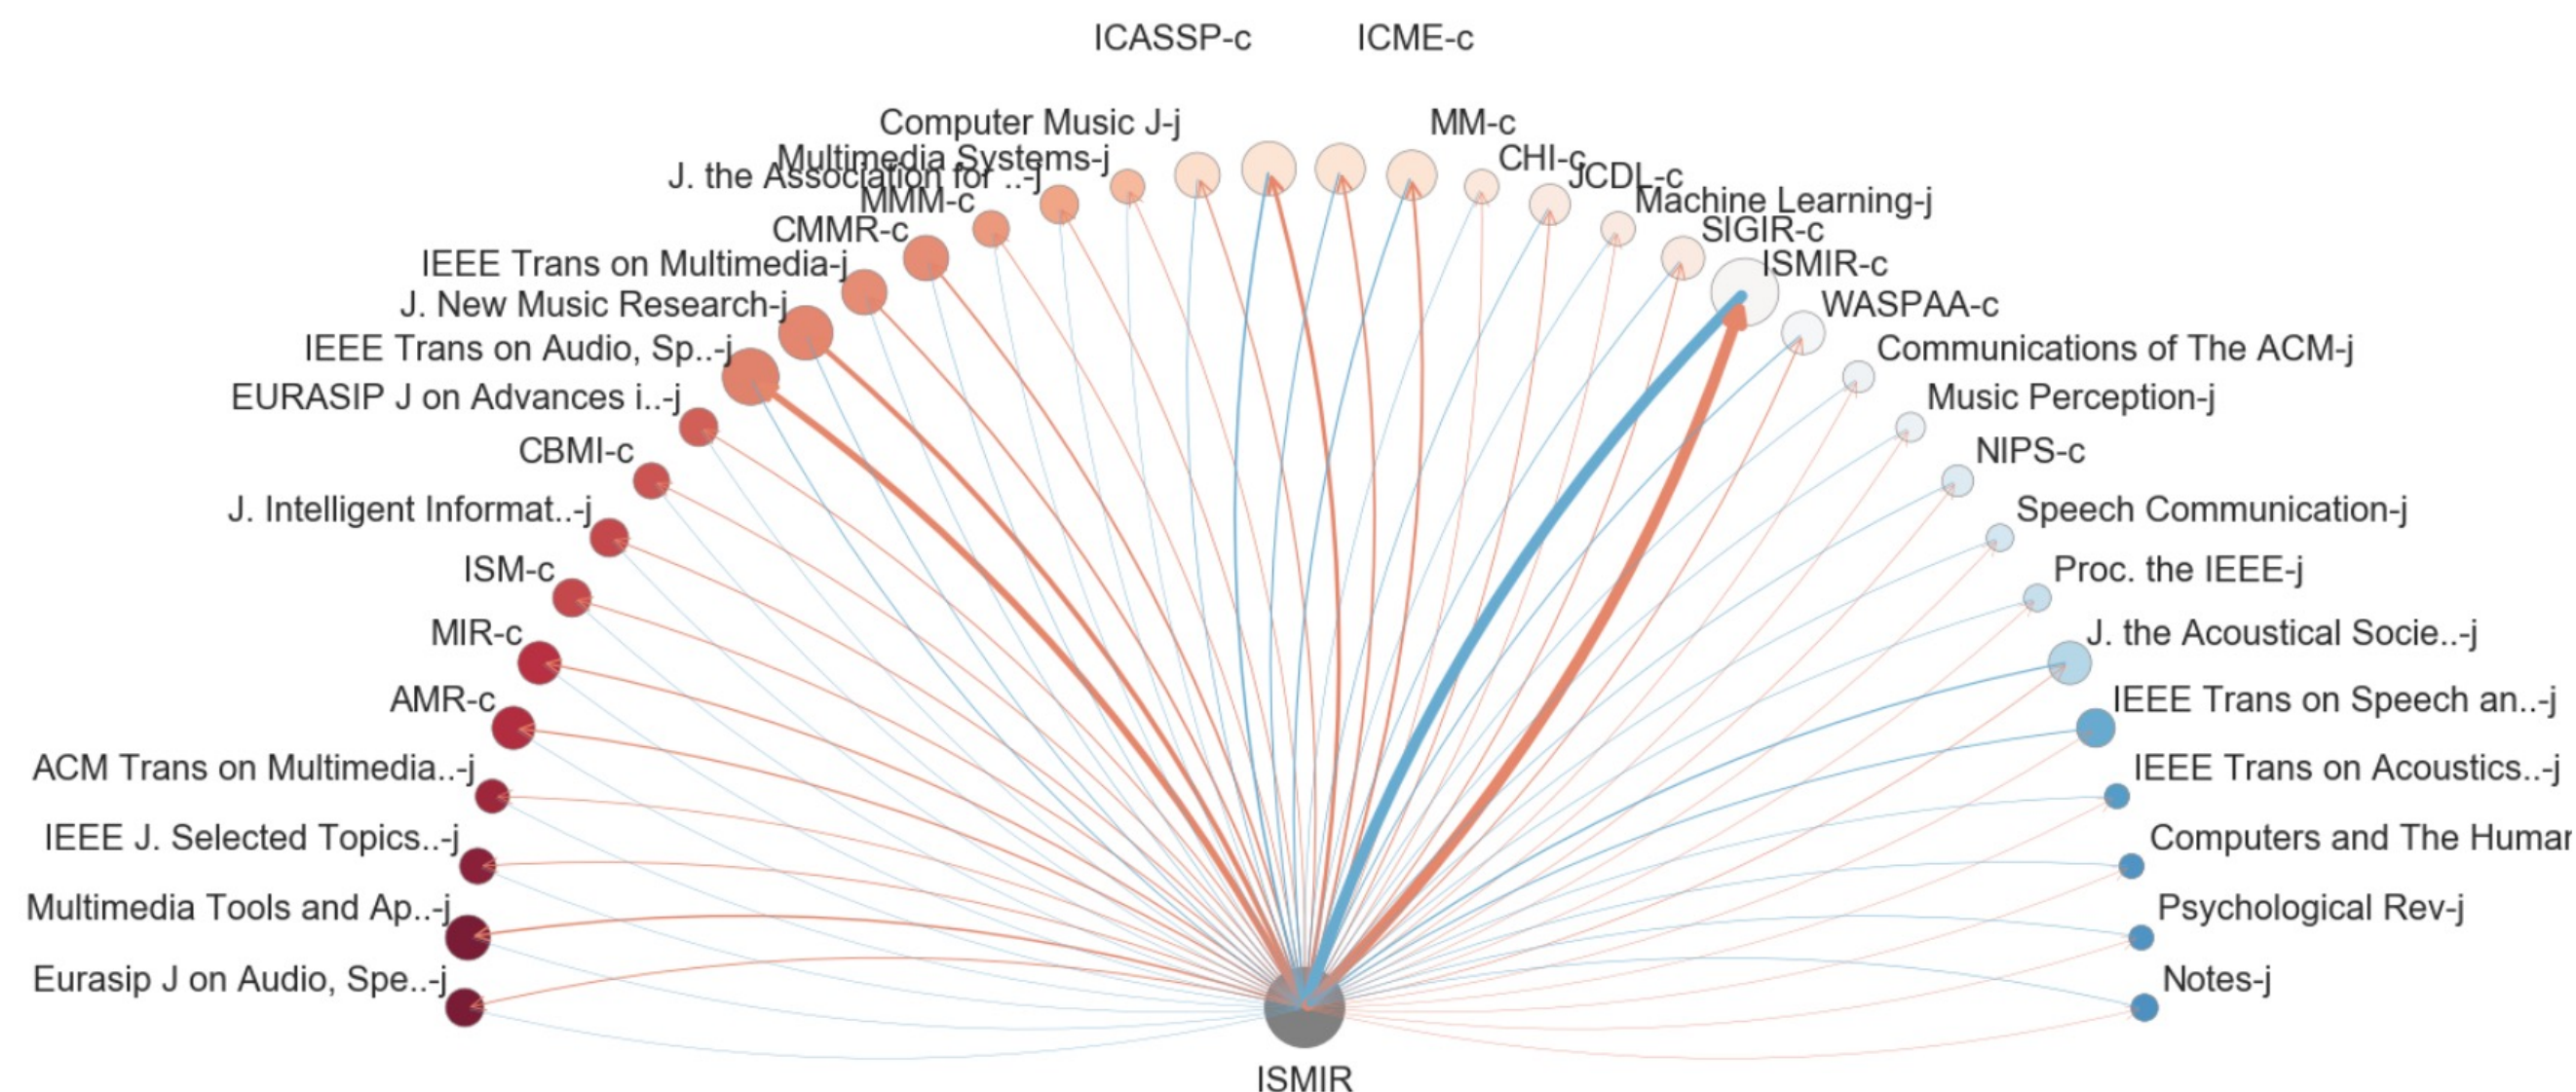 ICASSP-c
ICME-c
Computer Music J-j
MM-c
Multimedia Systems-j
CHI-c
J. the Association for ..-j
JCDL-c
MMM-c
Machine Learning-j
CMMR-c
SIGIR-c
IEEE Trans on Multimedia-j
ISMIR-c
J. New Music Research-j
WASPAA-c
IEEE Trans on Audio, Sp..-j
Communications of The ACM-j
EURASIP J on Advances i..-j
Music Perception-j
CBMI-c
NIPS-c
J. Intelligent Informat..-j
Speech Communication-j
ISM-c
Proc. the IEEE-j
MIR-c
J. the Acoustical Socie..-j
AMR-c
IEEE Trans on Speech an..-j
ACM Trans on Multimedia..-j
IEEE Trans on Acoustics..-j
IEEE J. Selected Topics..-j
Computers and The Human
Multimedia Tools and Ap..-j
Psychological Rev-j
Eurasip J on Audio, Spe..-j
Notes-j
ISMIR